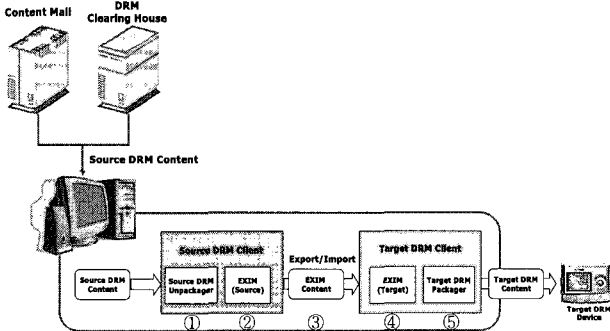 Content Mall
DRM
Clearing House
Source DRM Content
Source DRM Client
Target DRM Client
Export/Import
Source DRM
Content
Source DRM
Unpackager
EXIM
(Source)
EXIM
Content
EXIM
(Target)
Target DRM
Packager
Target DRM
Content
Target DRM
Device
① ② ③ ④ ⑤